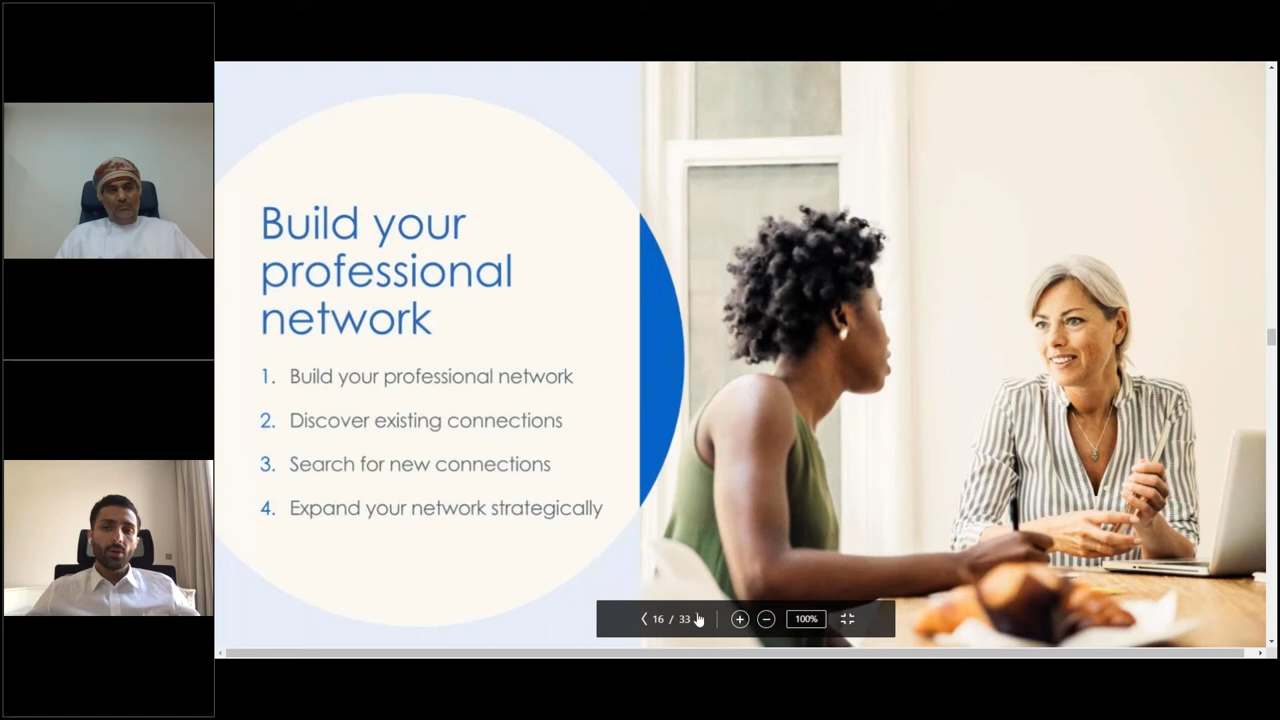 Build your
professional
network
1. Build your professional network
2. Discover existing connections
3. Search for new connections
4. Expand your network strategically
16 / 33
100%